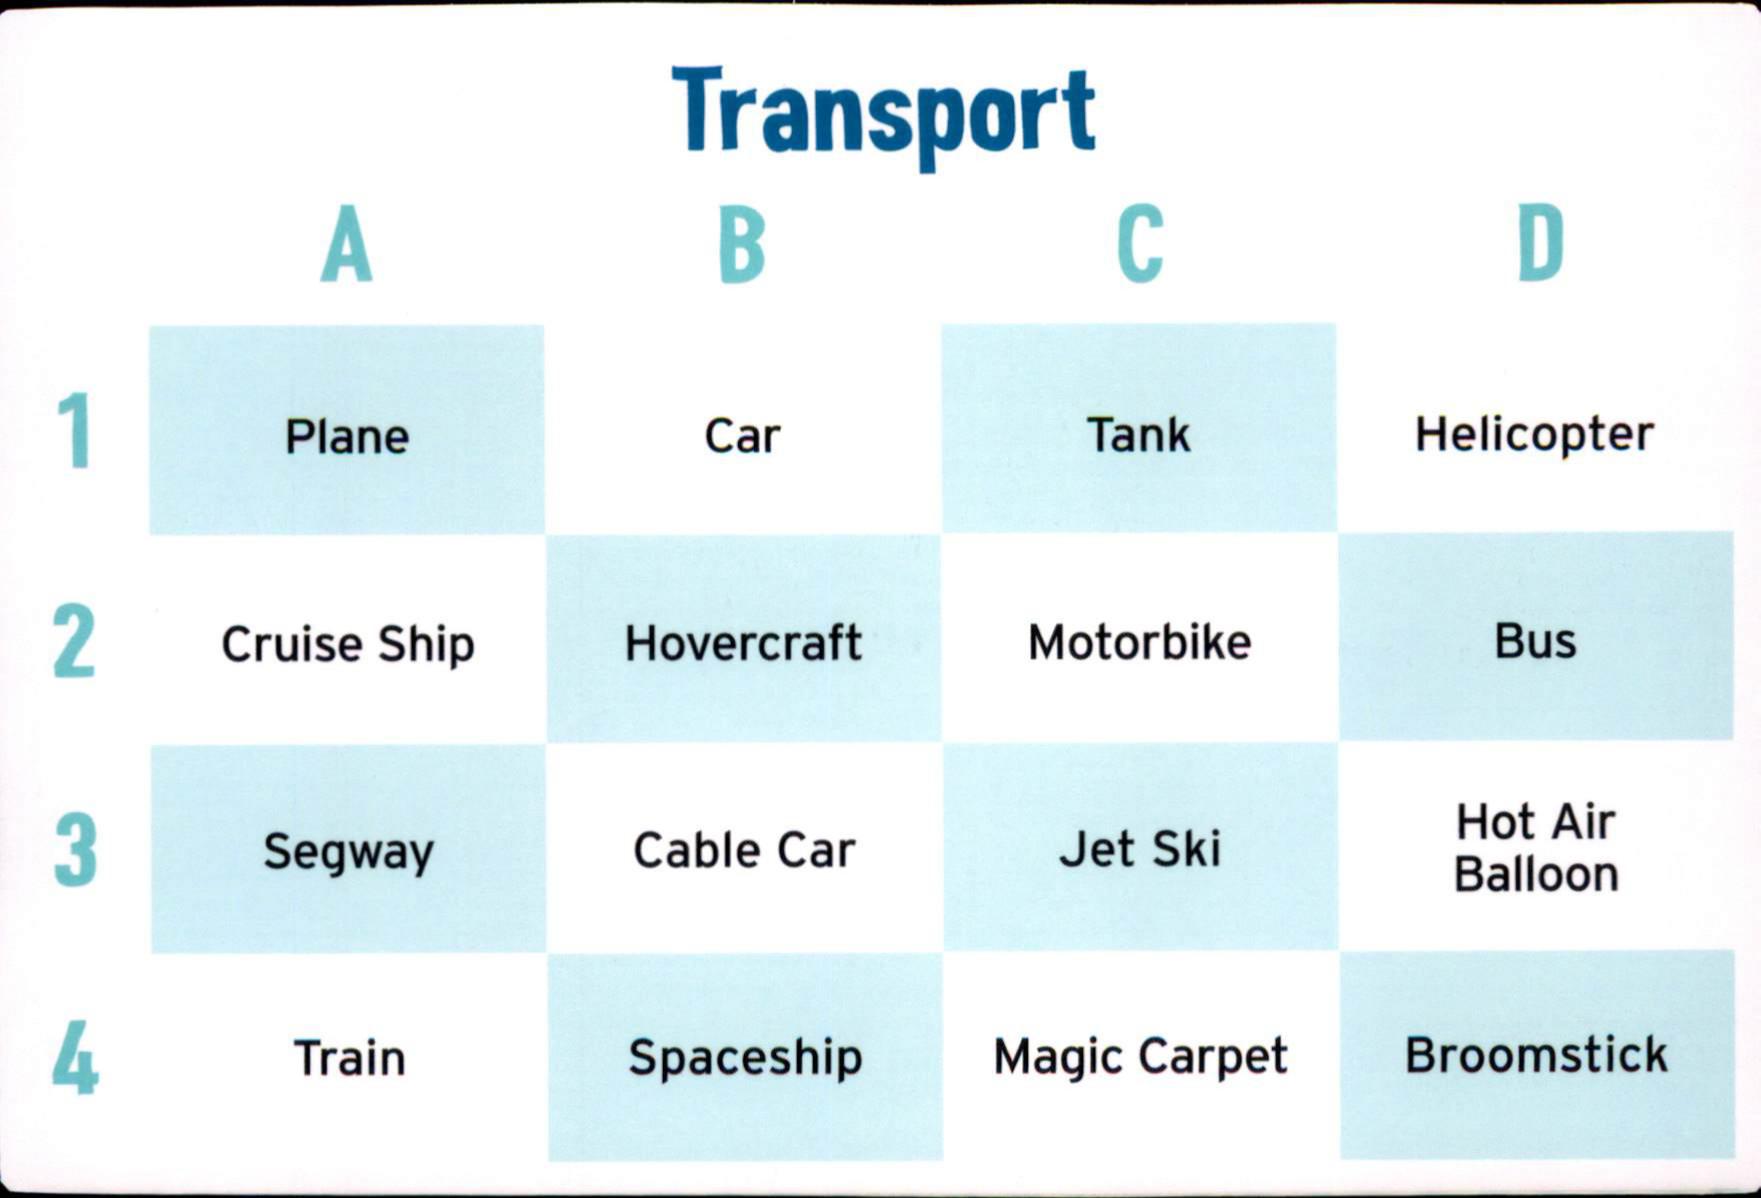 Transport
A B C D
1 Plane Car Tank Helicopter
2 Cruise Ship Hovercraft Motorbike Bus
3 Segway Cable Car Jet Ski Hot Air
Balloon
4 Train Spaceship Magic Carpet Broomstick